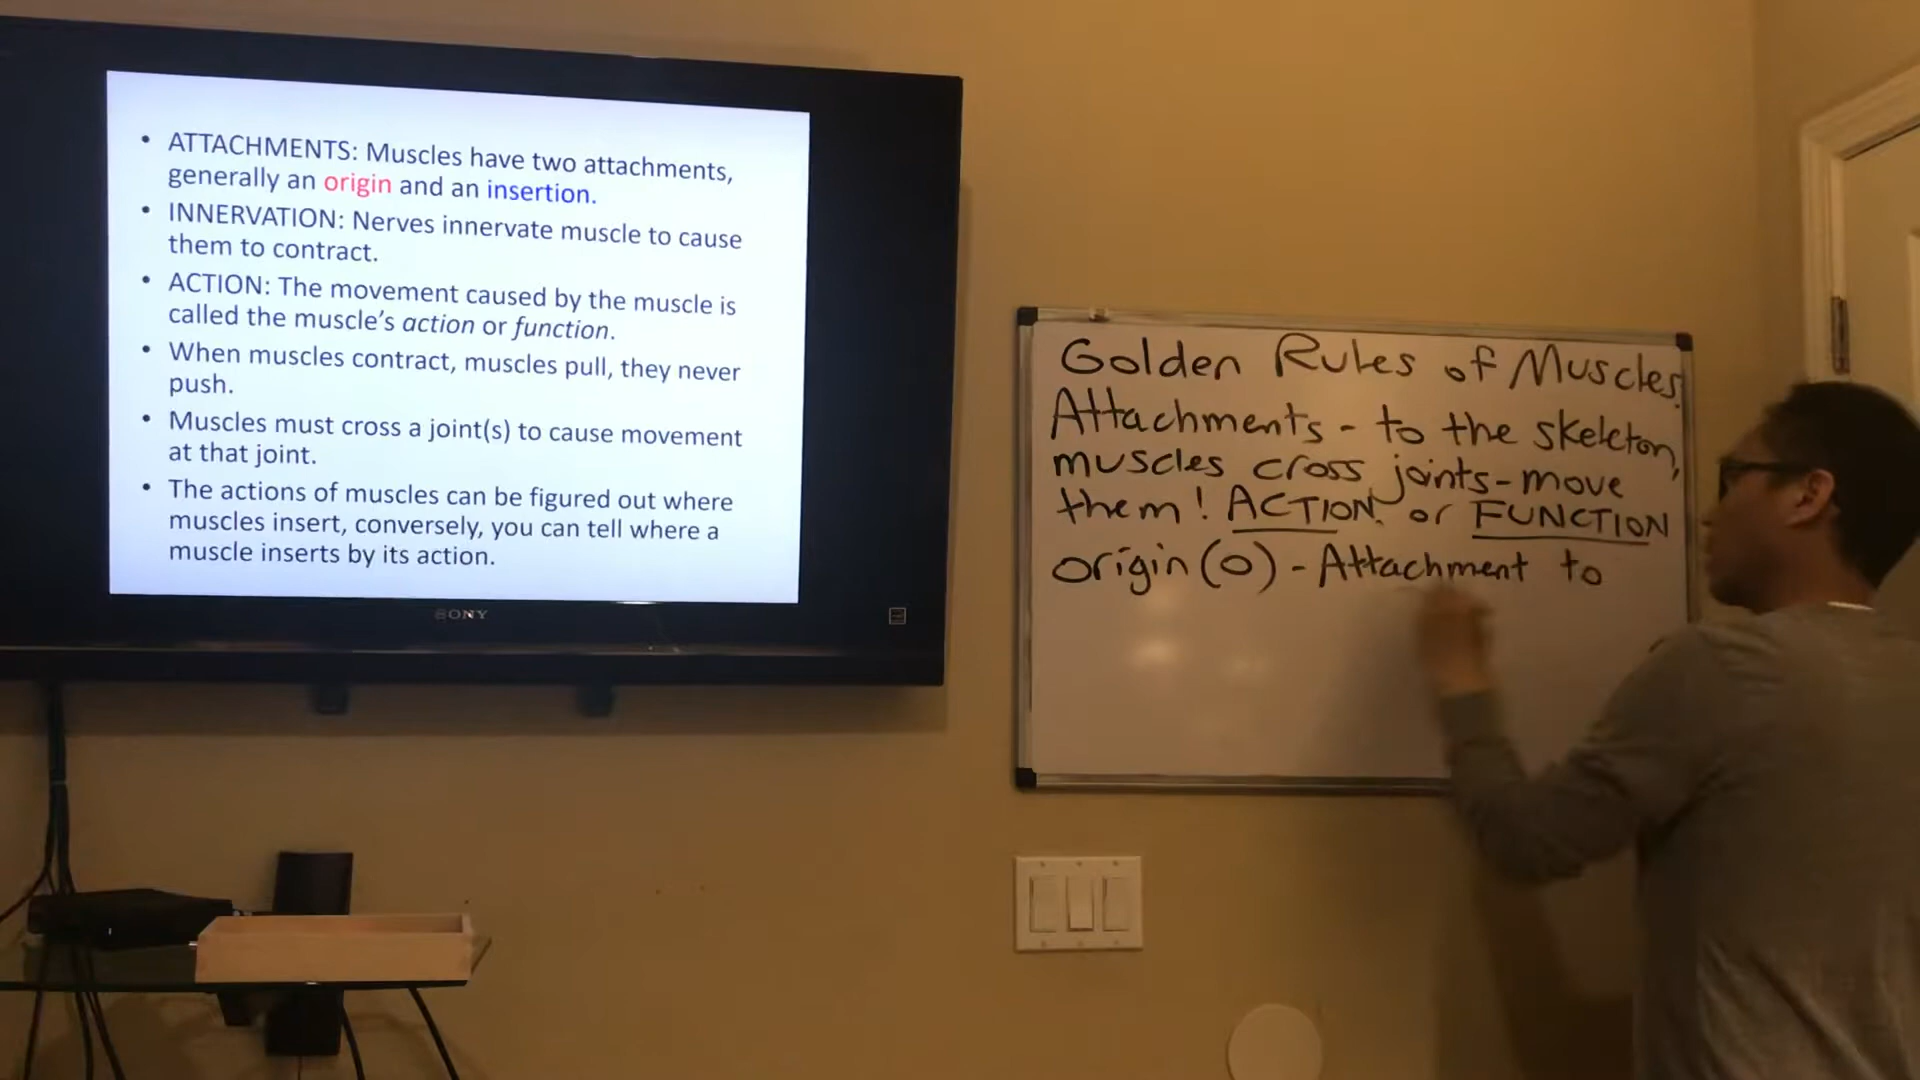 • ATTACHMENTS: Muscles have two attachments,
generally an origin and an insertion.
• INNERVATION: Nerves innervate muscle to cause
them to contract.
• ACTION: The movement caused by the muscle is
called the muscle's action or function.
• When muscles contract, muscles pull, they never
push.
• Muscles must cross a joint(s) to cause movement
at that joint.
• The actions of muscles can be figured out where
muscles insert, conversely, you can tell where a
muscle inserts by its action.
SONY
Golden Rules of Muscles.
Attachments - to the skeleton,
muscles cross joints - move
them! ACTION. or FUNCTION
origin (O) - Attachment to